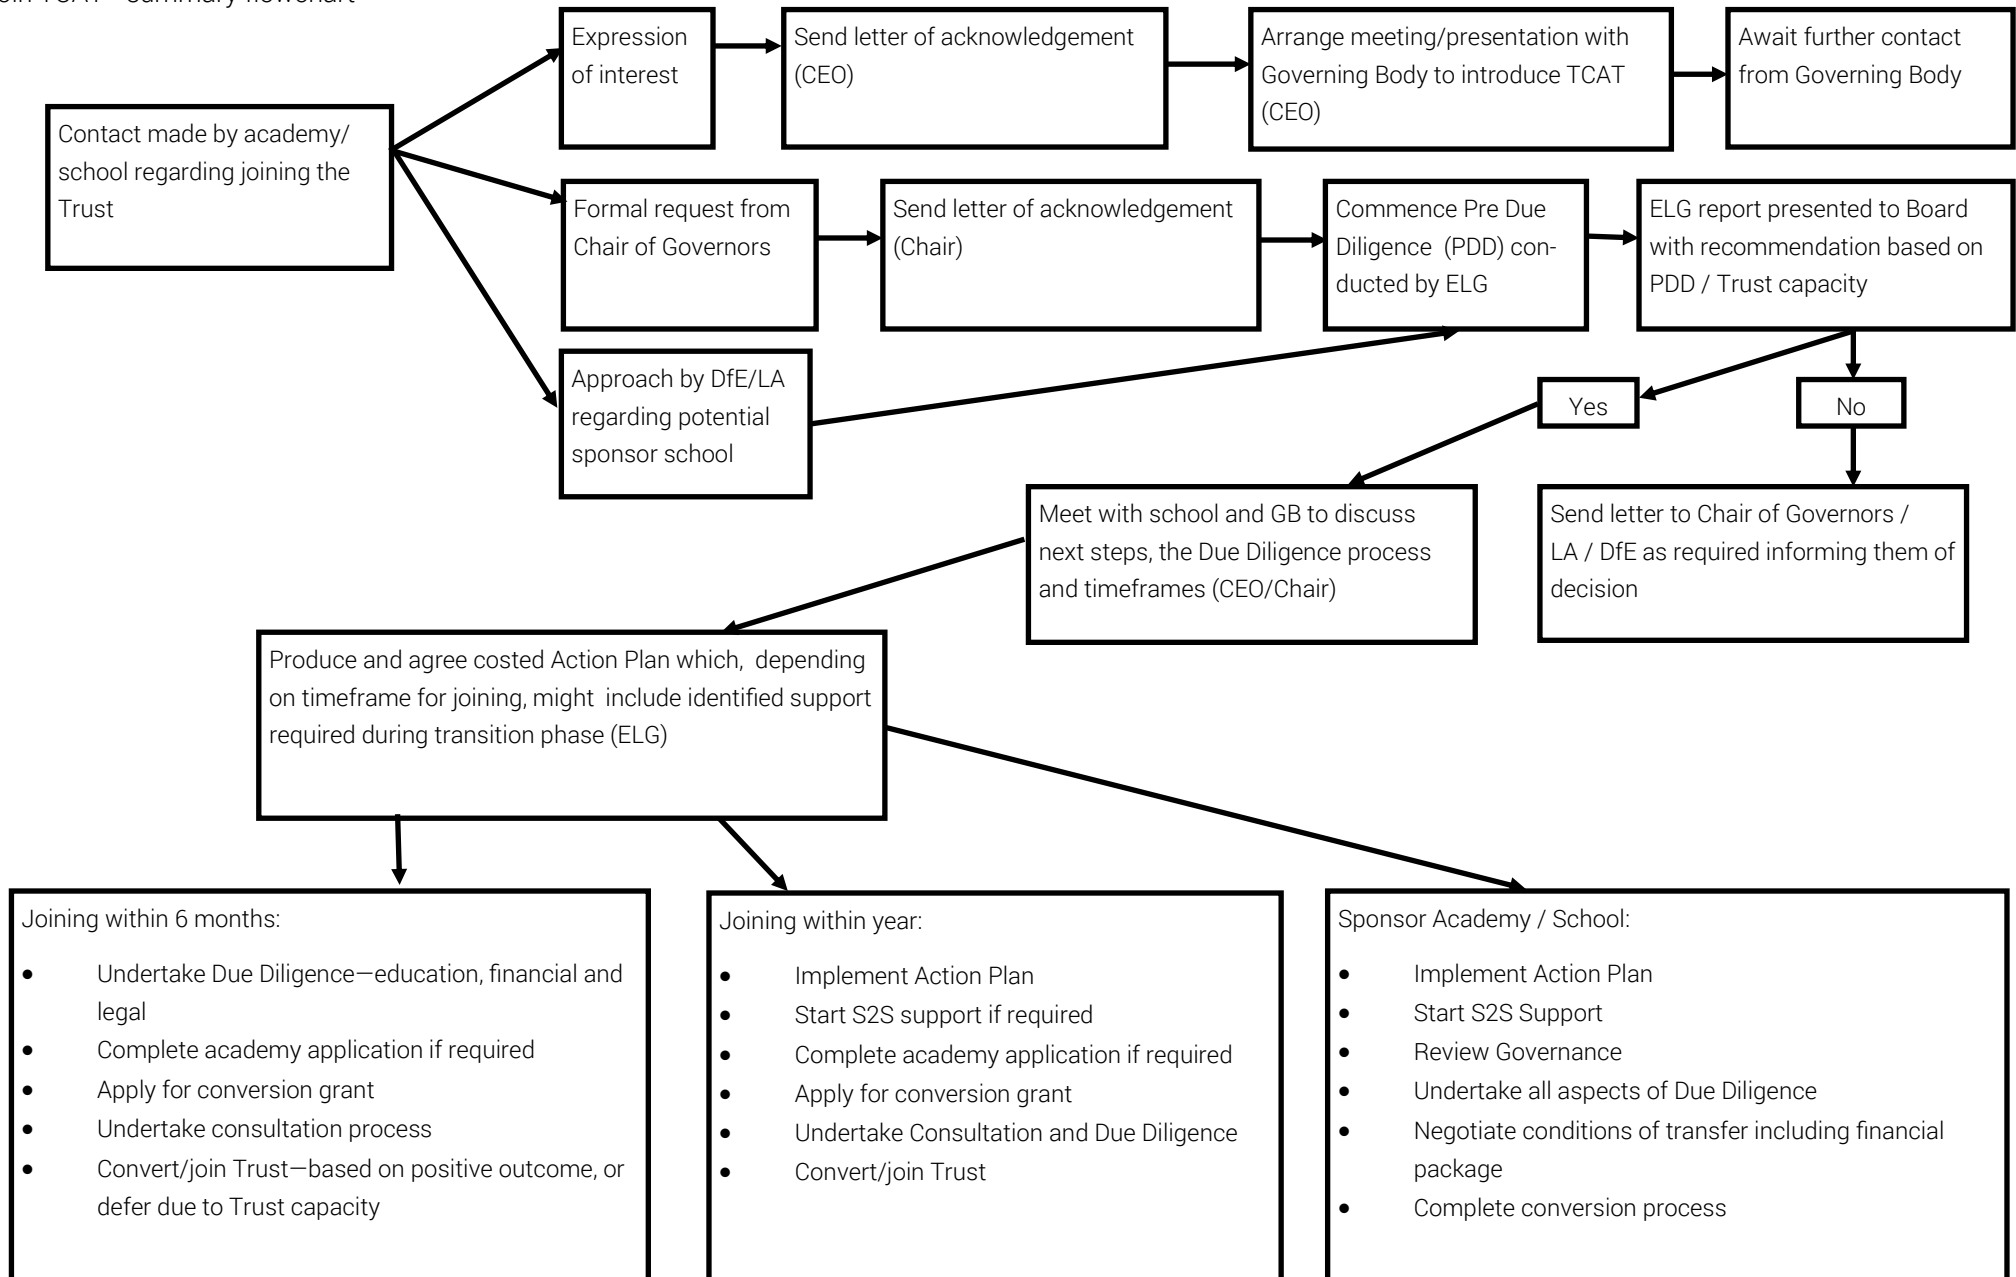 TCAT - summary flowchart
Expression
of interest
Send letter of acknowledgement
(CEO)
Arrange meeting/presentation with
Governing Body to introduce TCAT
(CEO)
Await further contact
from Governing Body
Contact made by academy/
school regarding joining the
Trust
Formal request from
Chair of Governors
Send letter of acknowledgement
(Chair)
Commence Pre Due
Diligence  (PDD) con-
ducted by ELG
ELG report presented to Board
with recommendation based on
PDD / Trust capacity
Approach by DfE/LA
regarding potential
sponsor school
Yes
No
Meet with school and GB to discuss
next steps, the Due Diligence process
and timeframes (CEO/Chair)
Send letter to Chair of Governors /
LA / DfE as required informing them of
decision
Produce and agree costed Action Plan which,  depending
on timeframe for joining, might  include identified support
required during transition phase (ELG)
Joining within 6 months:
• Undertake Due Diligence—education, financial and
legal
• Complete academy application if required
• Apply for conversion grant
• Undertake consultation process
• Convert/join Trust—based on positive outcome, or
defer due to Trust capacity
Joining within year:
• Implement Action Plan
• Start S2S support if required
• Complete academy application if required
• Apply for conversion grant
• Undertake Consultation and Due Diligence
• Convert/join Trust
Sponsor Academy / School:
• Implement Action Plan
• Start S2S Support
• Review Governance
• Undertake all aspects of Due Diligence
• Negotiate conditions of transfer including financial
package
• Complete conversion process